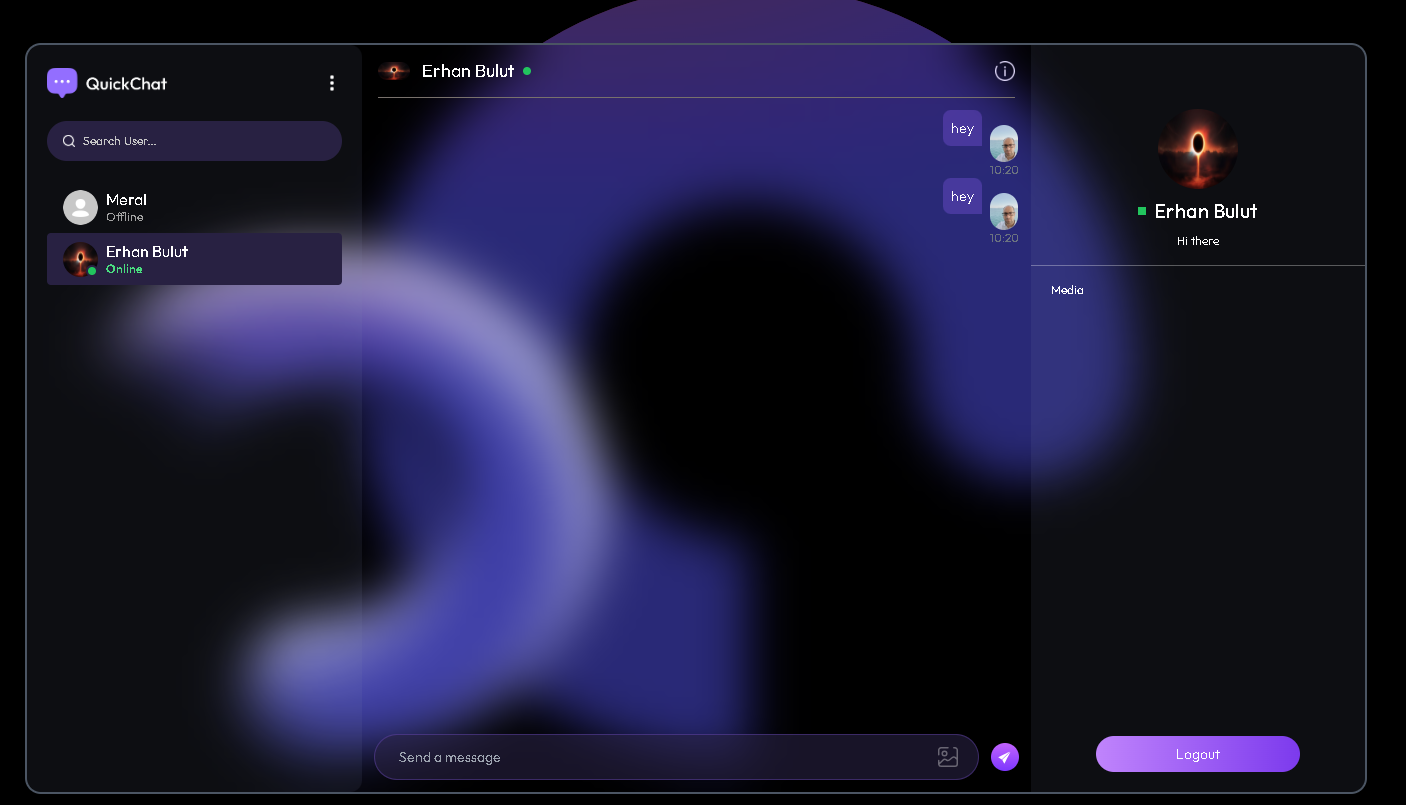 QuickChat
Search User...
Meral
Offline
Erhan Bulut
Online
Erhan Bulut
hey
10:20
hey
10:20
Send a message
Erhan Bulut
Hi there
Media
Logout